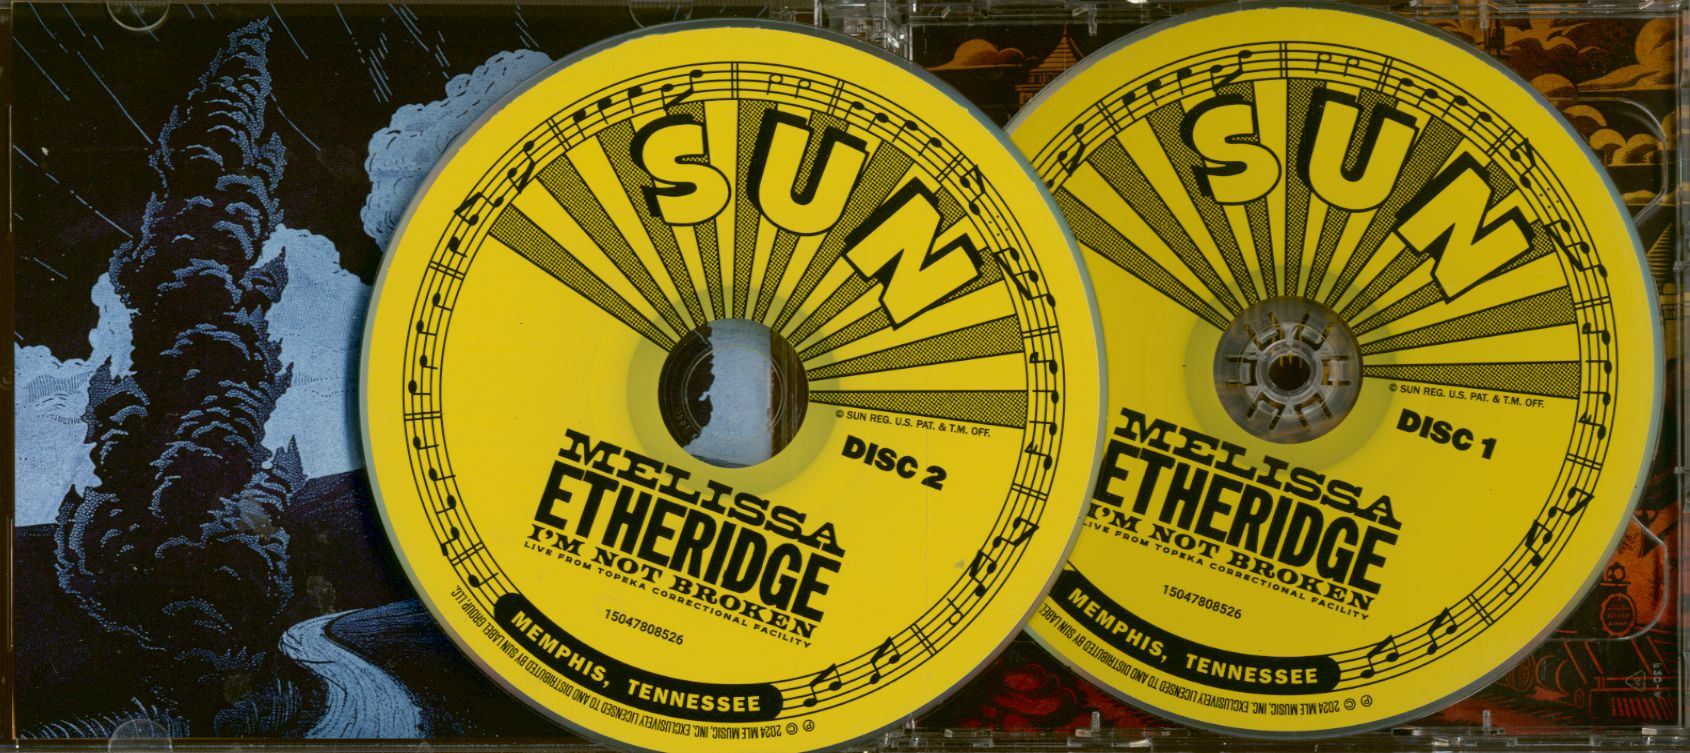 SUN
© SUN REG. U.S. PAT. & T.M. OFF.
DISC 2
MELISSA
ETHERIDGE
I'M NOT BROKEN
LIVE FROM TOPEKA CORRECTIONAL FACILITY
15047808526
MEMPHIS, TENNESSEE
℗ © 2024 MLE MUSIC, INC. EXCLUSIVELY LICENSED TO AND DISTRIBUTED BY SUN LABEL GROUP, LLC.
SUN
© SUN REG. U.S. PAT. & T.M. OFF.
DISC 1
MELISSA
ETHERIDGE
I'M NOT BROKEN
LIVE FROM TOPEKA CORRECTIONAL FACILITY
15047808526
MEMPHIS, TENNESSEE
℗ © 2024 MLE MUSIC, INC. EXCLUSIVELY LICENSED TO AND DISTRIBUTED BY SUN LABEL